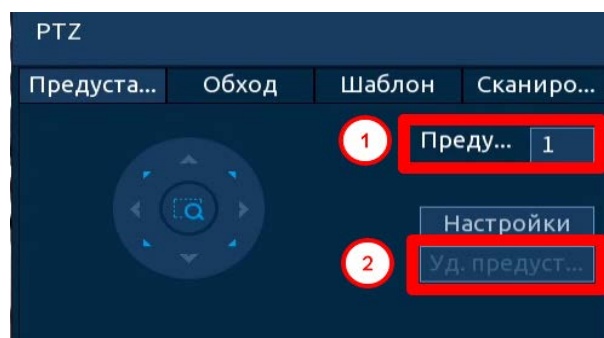 PTZ
Предуста... Обход Шаблон Сканиро...
1 Преду... 1
Настройки
2 Уд. предуст...